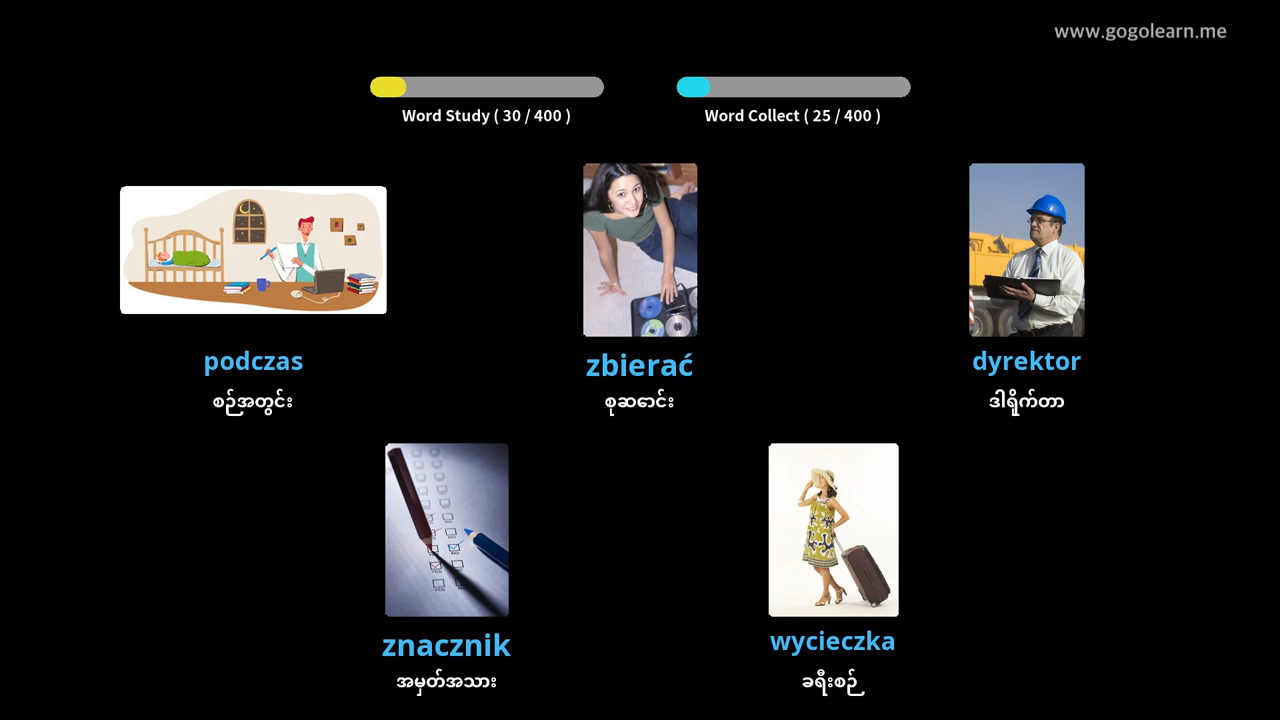 www.gogolearn.me
Word Study ( 30 / 400 )
Word Collect ( 25 / 400 )
podczas
zbierać
dyrektor
စဉ်အတွင်း
စုဆောင်း
ဒါရိုက်တာ
znacznik
wycieczka
အမှတ်အသား
ခရီးစဉ်